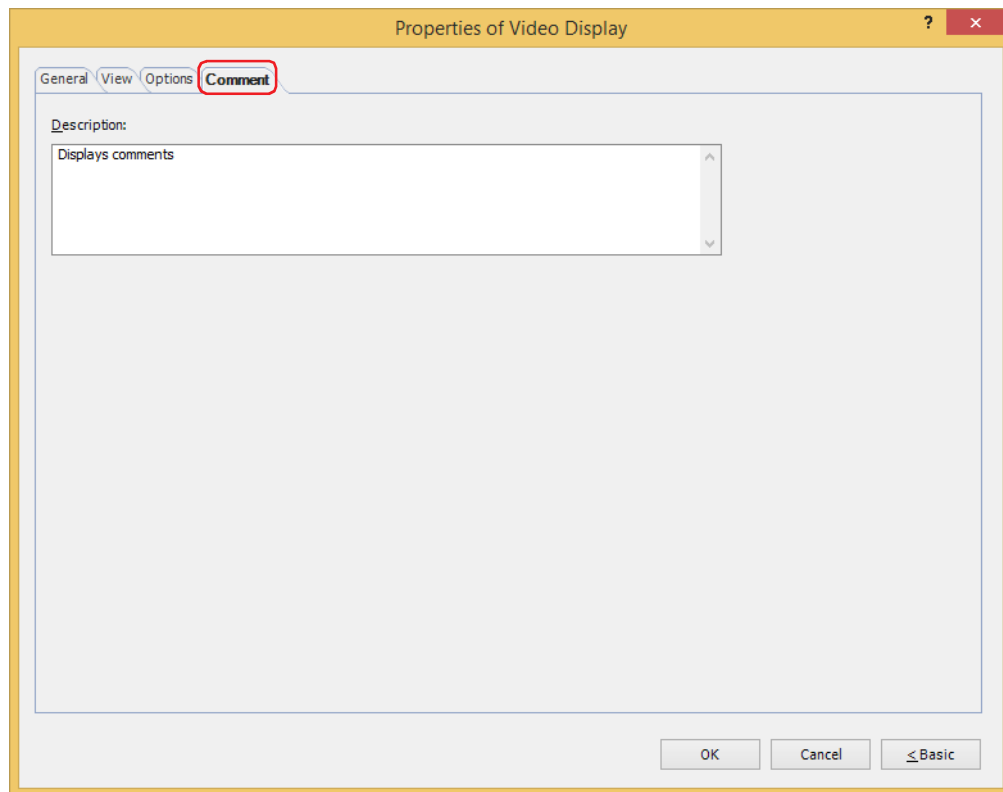 Properties of Video Display
?
×
General View Options Comment
Description:
Displays comments
OK Cancel < Basic